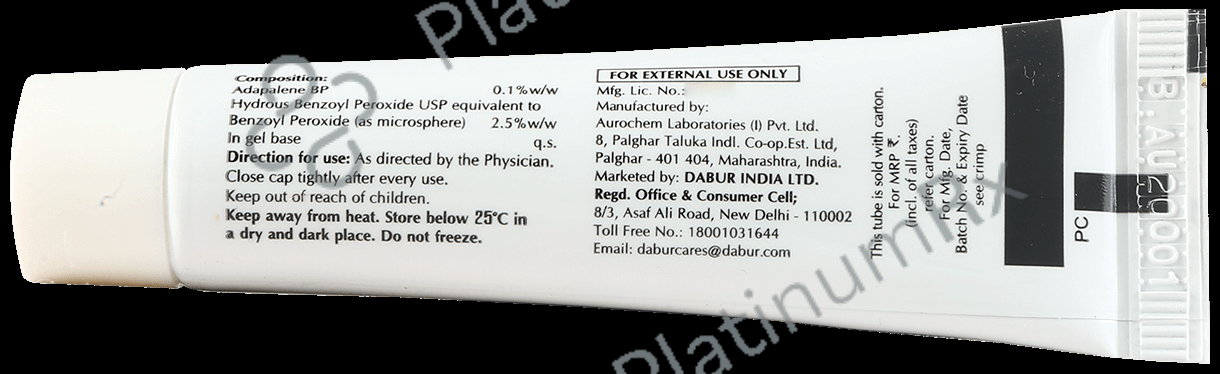 Composition:
Adapalene BP 0.1%w/w
Hydrous Benzoyl Peroxide USP equivalent to
Benzoyl Peroxide (as microsphere) 2.5%w/w
In gel base q.s.
Direction for use: As directed by the Physician.
Close cap tightly after every use.
Keep out of reach of children.
Keep away from heat. Store below 25°C in
a dry and dark place. Do not freeze.
FOR EXTERNAL USE ONLY
Mfg. Lic. No.:
Manufactured by:
Aurochem Laboratories (I) Pvt. Ltd.
8, Palghar Taluka Indl. Co-op.Est. Ltd,
Palghar - 401 404, Maharashtra, India.
Marketed by: DABUR INDIA LTD.
Regd. Office & Consumer Cell;
8/3, Asaf Ali Road, New Delhi - 110002
Toll Free No.: 18001031644
Email: daburcares@dabur.com
This tube is sold with carton.
For MRP ₹.
(incl. of all taxes)
refer carton.
For Mfg. Date,
Batch No. & Expiry Date
see crimp
PC
PlatinumRx